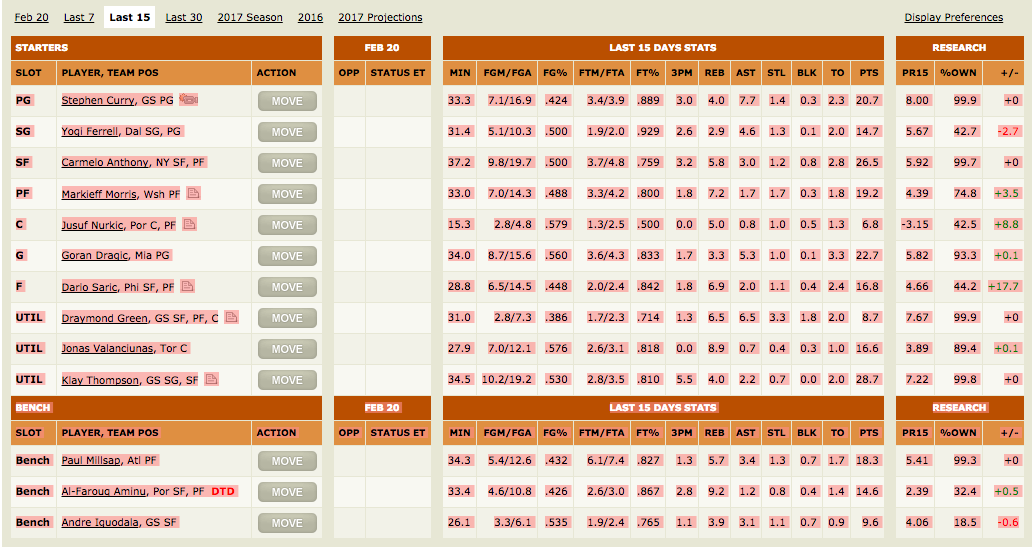 Feb 20 Last 7 Last 15 Last 30 2017 Season 2016 2017 Projections Display Preferences
STARTERS FEB 20 LAST 15 DAYS STATS RESEARCH
SLOT PLAYER, TEAM POS ACTION OPP STATUS ET MIN FGM/FGA FG% FTM/FTA FT% 3PM REB AST STL BLK TO PTS PR15 %OWN +/-
PG Stephen Curry, GS PG MOVE 33.3 7.1/16.9 .424 3.4/3.9 .889 3.0 4.0 7.7 1.4 0.3 2.3 20.7 8.00 99.9 +0
SG Yogi Ferrell, Dal SG, PG MOVE 31.4 5.1/10.3 .500 1.9/2.0 .929 2.6 2.9 4.6 1.3 0.1 2.0 14.7 5.67 42.7 -2.7
SF Carmelo Anthony, NY SF, PF MOVE 37.2 9.8/19.7 .500 3.7/4.8 .759 3.2 5.8 3.0 1.2 0.8 2.8 26.5 5.92 99.7 +0
PF Markieff Morris, Wsh PF MOVE 33.0 7.0/14.3 .488 3.3/4.2 .800 1.8 7.2 1.7 1.7 0.3 1.8 19.2 4.39 74.8 +3.5
C Jusuf Nurkic, Por C, PF MOVE 15.3 2.8/4.8 .579 1.3/2.5 .500 0.0 5.0 0.8 1.0 0.5 1.3 6.8 -3.15 42.5 +8.8
G Goran Dragic, Mia PG MOVE 34.0 8.7/15.6 .560 3.6/4.3 .833 1.7 3.3 5.3 1.0 0.1 3.3 22.7 5.82 93.3 +0.1
F Dario Saric, Phi SF, PF MOVE 28.8 6.5/14.5 .448 2.0/2.4 .842 1.8 6.9 2.0 1.1 0.4 2.4 16.8 4.66 44.2 +17.7
UTIL Draymond Green, GS SF, PF, C MOVE 31.0 2.8/7.3 .386 1.7/2.3 .714 1.3 6.5 6.5 3.3 1.8 2.0 8.7 7.67 99.9 +0
UTIL Jonas Valanciunas, Tor C MOVE 27.9 7.0/12.1 .576 2.6/3.1 .818 0.0 8.9 0.7 0.4 0.3 1.0 16.6 3.89 89.4 +0.1
UTIL Klay Thompson, GS SG, SF MOVE 34.5 10.2/19.2 .530 2.8/3.5 .810 5.5 4.0 2.2 0.7 0.0 2.0 28.7 7.22 99.8 +0
BENCH FEB 20 LAST 15 DAYS STATS RESEARCH
SLOT PLAYER, TEAM POS ACTION OPP STATUS ET MIN FGM/FGA FG% FTM/FTA FT% 3PM REB AST STL BLK TO PTS PR15 %OWN +/-
Bench Paul Millsap, Atl PF MOVE 34.3 5.4/12.6 .432 6.1/7.4 .827 1.3 5.7 3.4 1.3 0.7 1.7 18.3 5.41 99.3 +0
Bench Al-Farouq Aminu, Por SF, PF DTD MOVE 33.4 4.6/10.8 .426 2.6/3.0 .867 2.8 9.2 1.2 0.8 0.4 1.4 14.6 2.39 32.4 +0.5
Bench Andre Iguodala, GS SF MOVE 26.1 3.3/6.1 .535 1.9/2.4 .765 1.1 3.9 3.1 1.1 0.7 0.9 9.6 4.06 18.5 -0.6